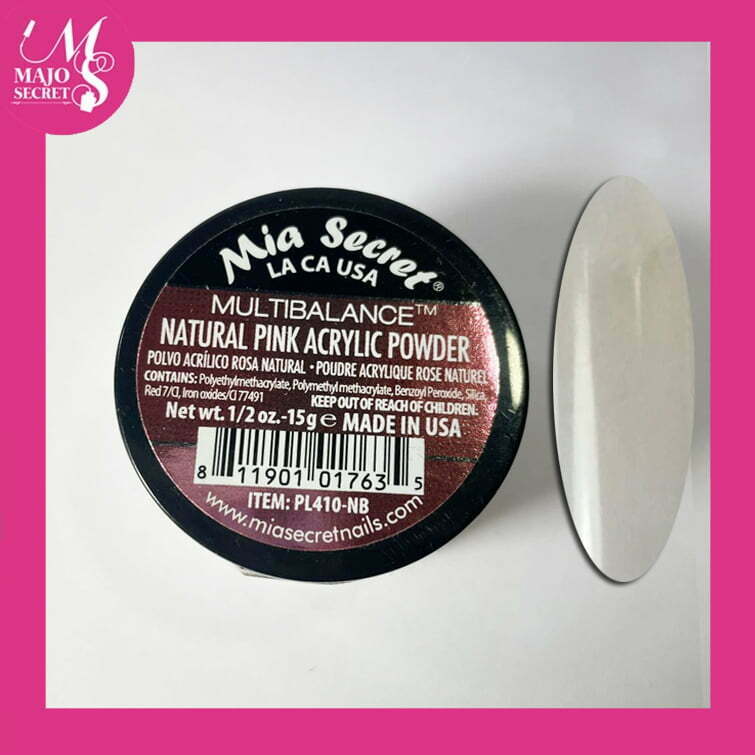 MS
MAJO
SECRET
Mia Secret®
LA CA USA
MULTIBALANCE™
NATURAL PINK ACRYLIC POWDER
POLVO ACRÍLICO ROSA NATURAL • POUDRE ACRYLIQUE ROSE NATUREL
CONTAINS: Polyethylmethacrylate, Polymethyl methacrylate, Benzoyl Peroxide, Silica,
Red 7/CI, Iron oxides/CI 77491
KEEP OUT OF REACH OF CHILDREN.
Net wt. 1/2 oz.-15g ℮ MADE IN USA
8 11901 01763 5
ITEM: PL410-NB
www.miasecretnails.com